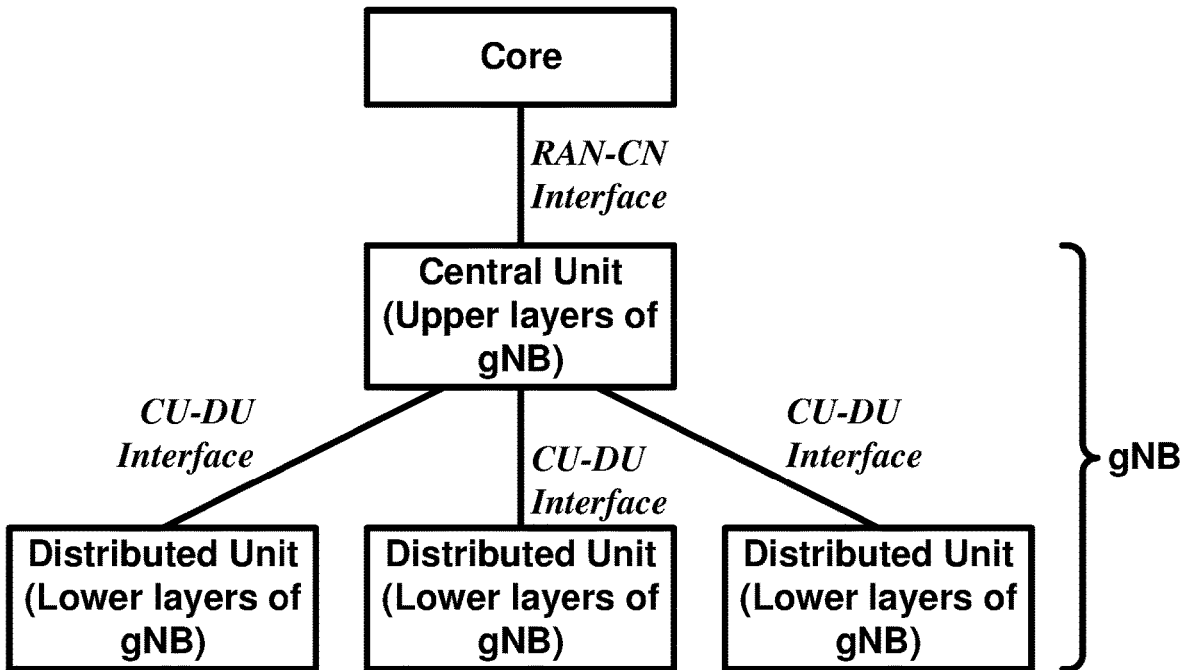 Core
RAN-CN
Interface
Central Unit
(Upper layers of
gNB)
CU-DU
Interface
CU-DU
Interface
CU-DU
Interface
gNB
Distributed Unit
(Lower layers of
gNB)
Distributed Unit
(Lower layers of
gNB)
Distributed Unit
(Lower layers of
gNB)